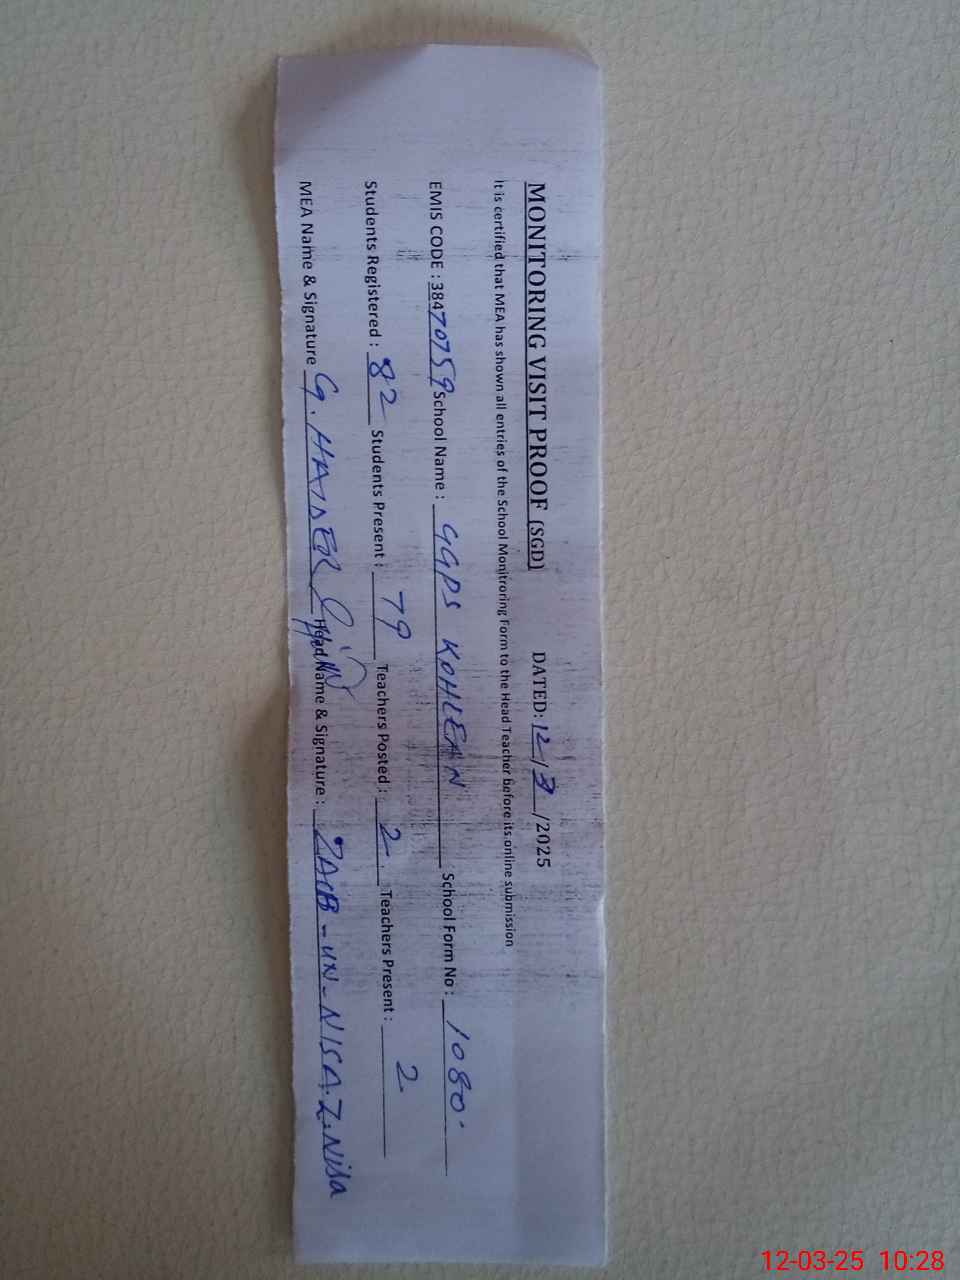 MONITORING VISIT PROOF (SGD) DATED: 12/3/2025
It is certified that MEA has shown all entries of the School Monitroring Form to the Head Teacher before its online submission
EMIS CODE : 38470759 School Name : GGPS KOHLEAN School Form No : 1080.
Students Registered : 82 Students Present : 79 Teachers Posted : 2 Teachers Present : 2
MEA Name & Signature G. HAIDER Head Name & Signature : ZAIB-UN-NISA. Z.Nisa
12-03-25 10:28